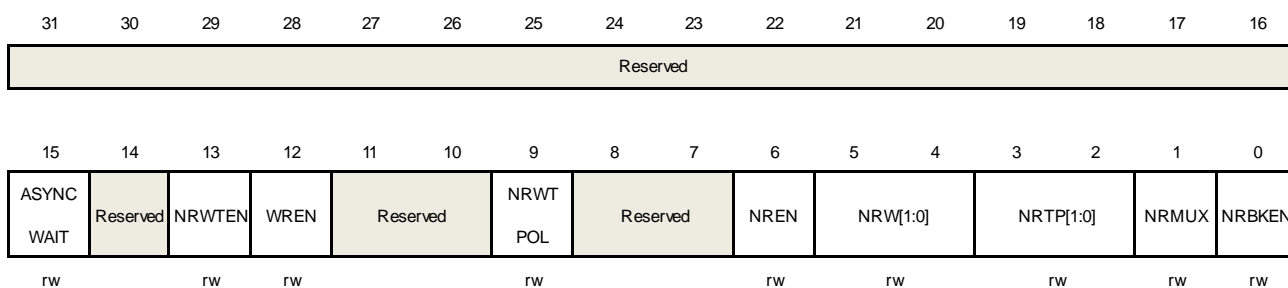 31 30 29 28 27 26 25 24 23 22 21 20 19 18 17 16
Reserved
15 14 13 12 11 10 9 8 7 6 5 4 3 2 1 0
ASYNC WAIT Reserved NRWTEN WREN Reserved NRWT POL Reserved NREN NRW[1:0] NRTP[1:0] NRMUX NRBKEN
rw rw rw rw rw rw rw rw rw